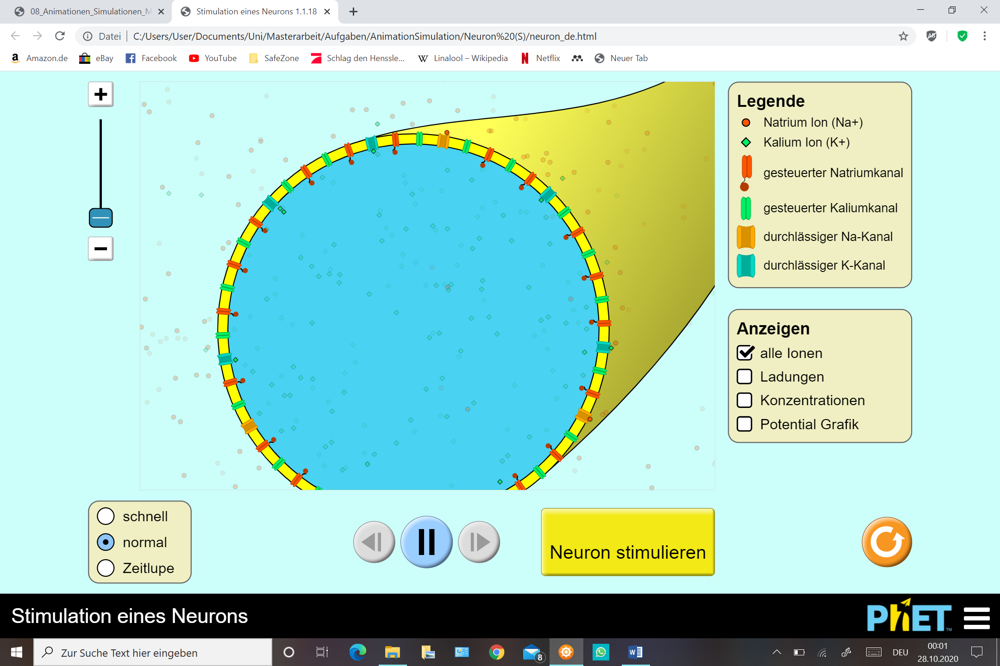 08_Animationen_Simulationen_M
Stimulation eines Neurons 1.1.18
Datei
C:/Users/User/Documents/Uni/Masterarbeit/Aufgaben/AnimationSimulation/Neuron%20(S)/neuron_de.html
Amazon.de
eBay
Facebook
YouTube
SafeZone
Schlag den Henssle...
Linalool – Wikipedia
Netflix
Neuer Tab
+
−
Legende
Natrium Ion (Na+)
Kalium Ion (K+)
gesteuerter Natriumkanal
gesteuerter Kaliumkanal
durchlässiger Na-Kanal
durchlässiger K-Kanal
Anzeigen
alle Ionen
Ladungen
Konzentrationen
Potential Grafik
schnell
normal
Zeitlupe
Neuron stimulieren
Stimulation eines Neurons
PhET™
Zur Suche Text hier eingeben
8
DEU
00:01
28.10.2020